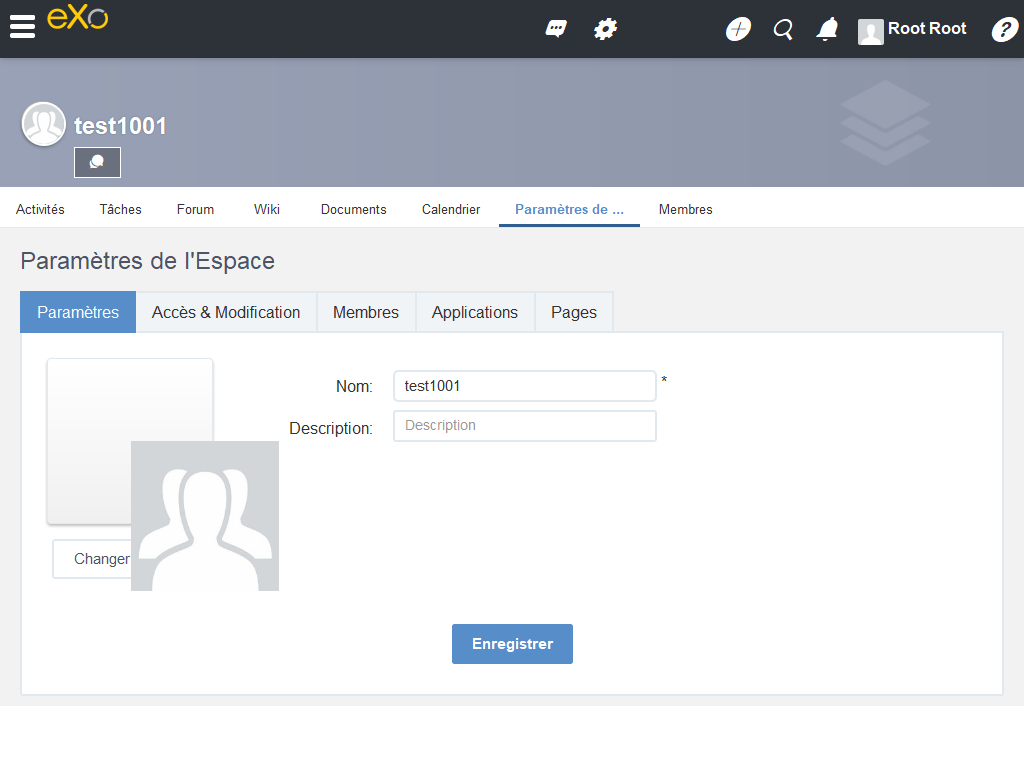 eXo
Root Root
?
test1001
Activités Tâches Forum Wiki Documents Calendrier Paramètres de ... Membres
Paramètres de l'Espace
Paramètres Accès & Modification Membres Applications Pages
Nom: test1001 *
Description: Description
Changer
Enregistrer